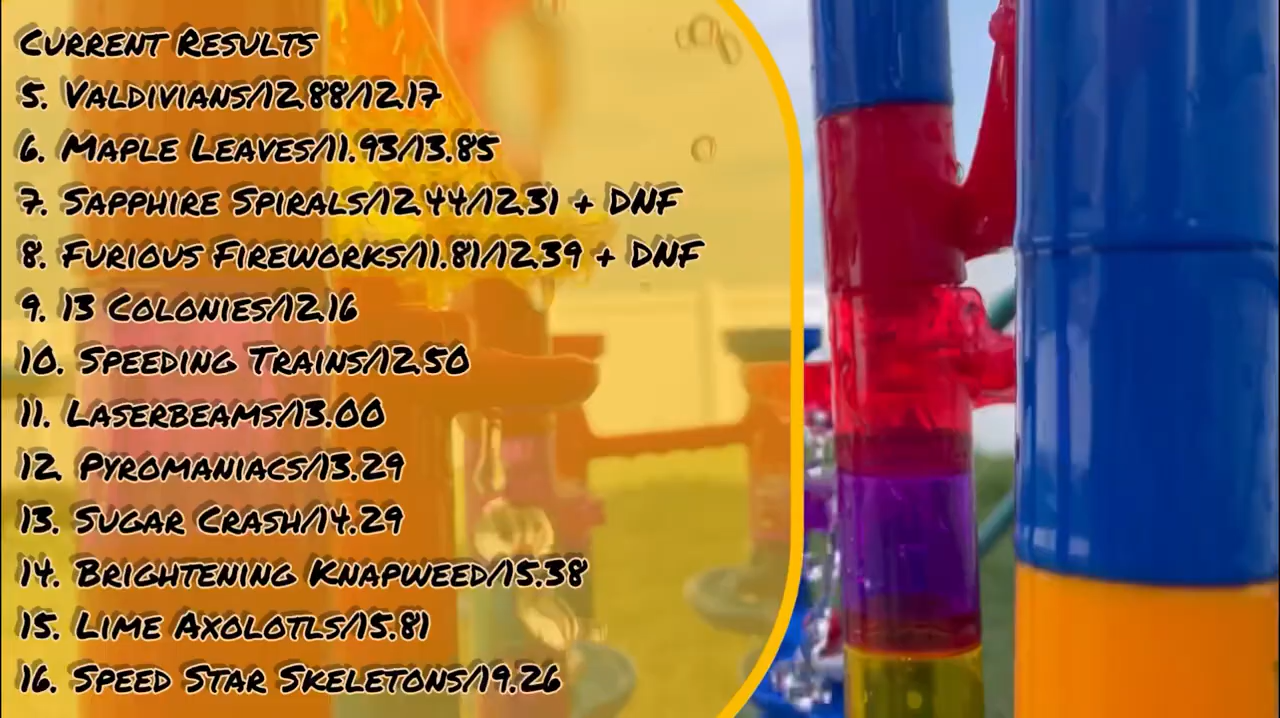 Current Results
5. Valdivians/12.88/12.17
6. Maple Leaves/11.93/13.85
7. Sapphire Spirals/12.44/12.31 + DNF
8. Furious Fireworks/11.81/12.39 + DNF
9. 13 Colonies/12.16
10. Speeding Trains/12.50
11. Laserbeams/13.00
12. Pyromaniacs/13.29
13. Sugar Crash/14.29
14. Brightening Knapweed/15.38
15. Lime Axolotls/15.81
16. Speed Star Skeletons/19.26